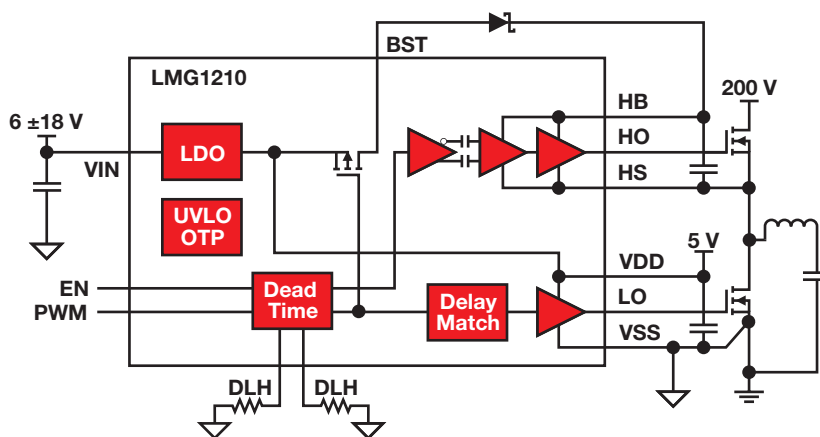 BST
LMG1210
200 V
6 ±18 V
HB
LDO
HO
VIN
HS
UVLO
OTP
5 V
VDD
EN
Dead
Time
Delay
Match
LO
PWM
VSS
DLH
DLH